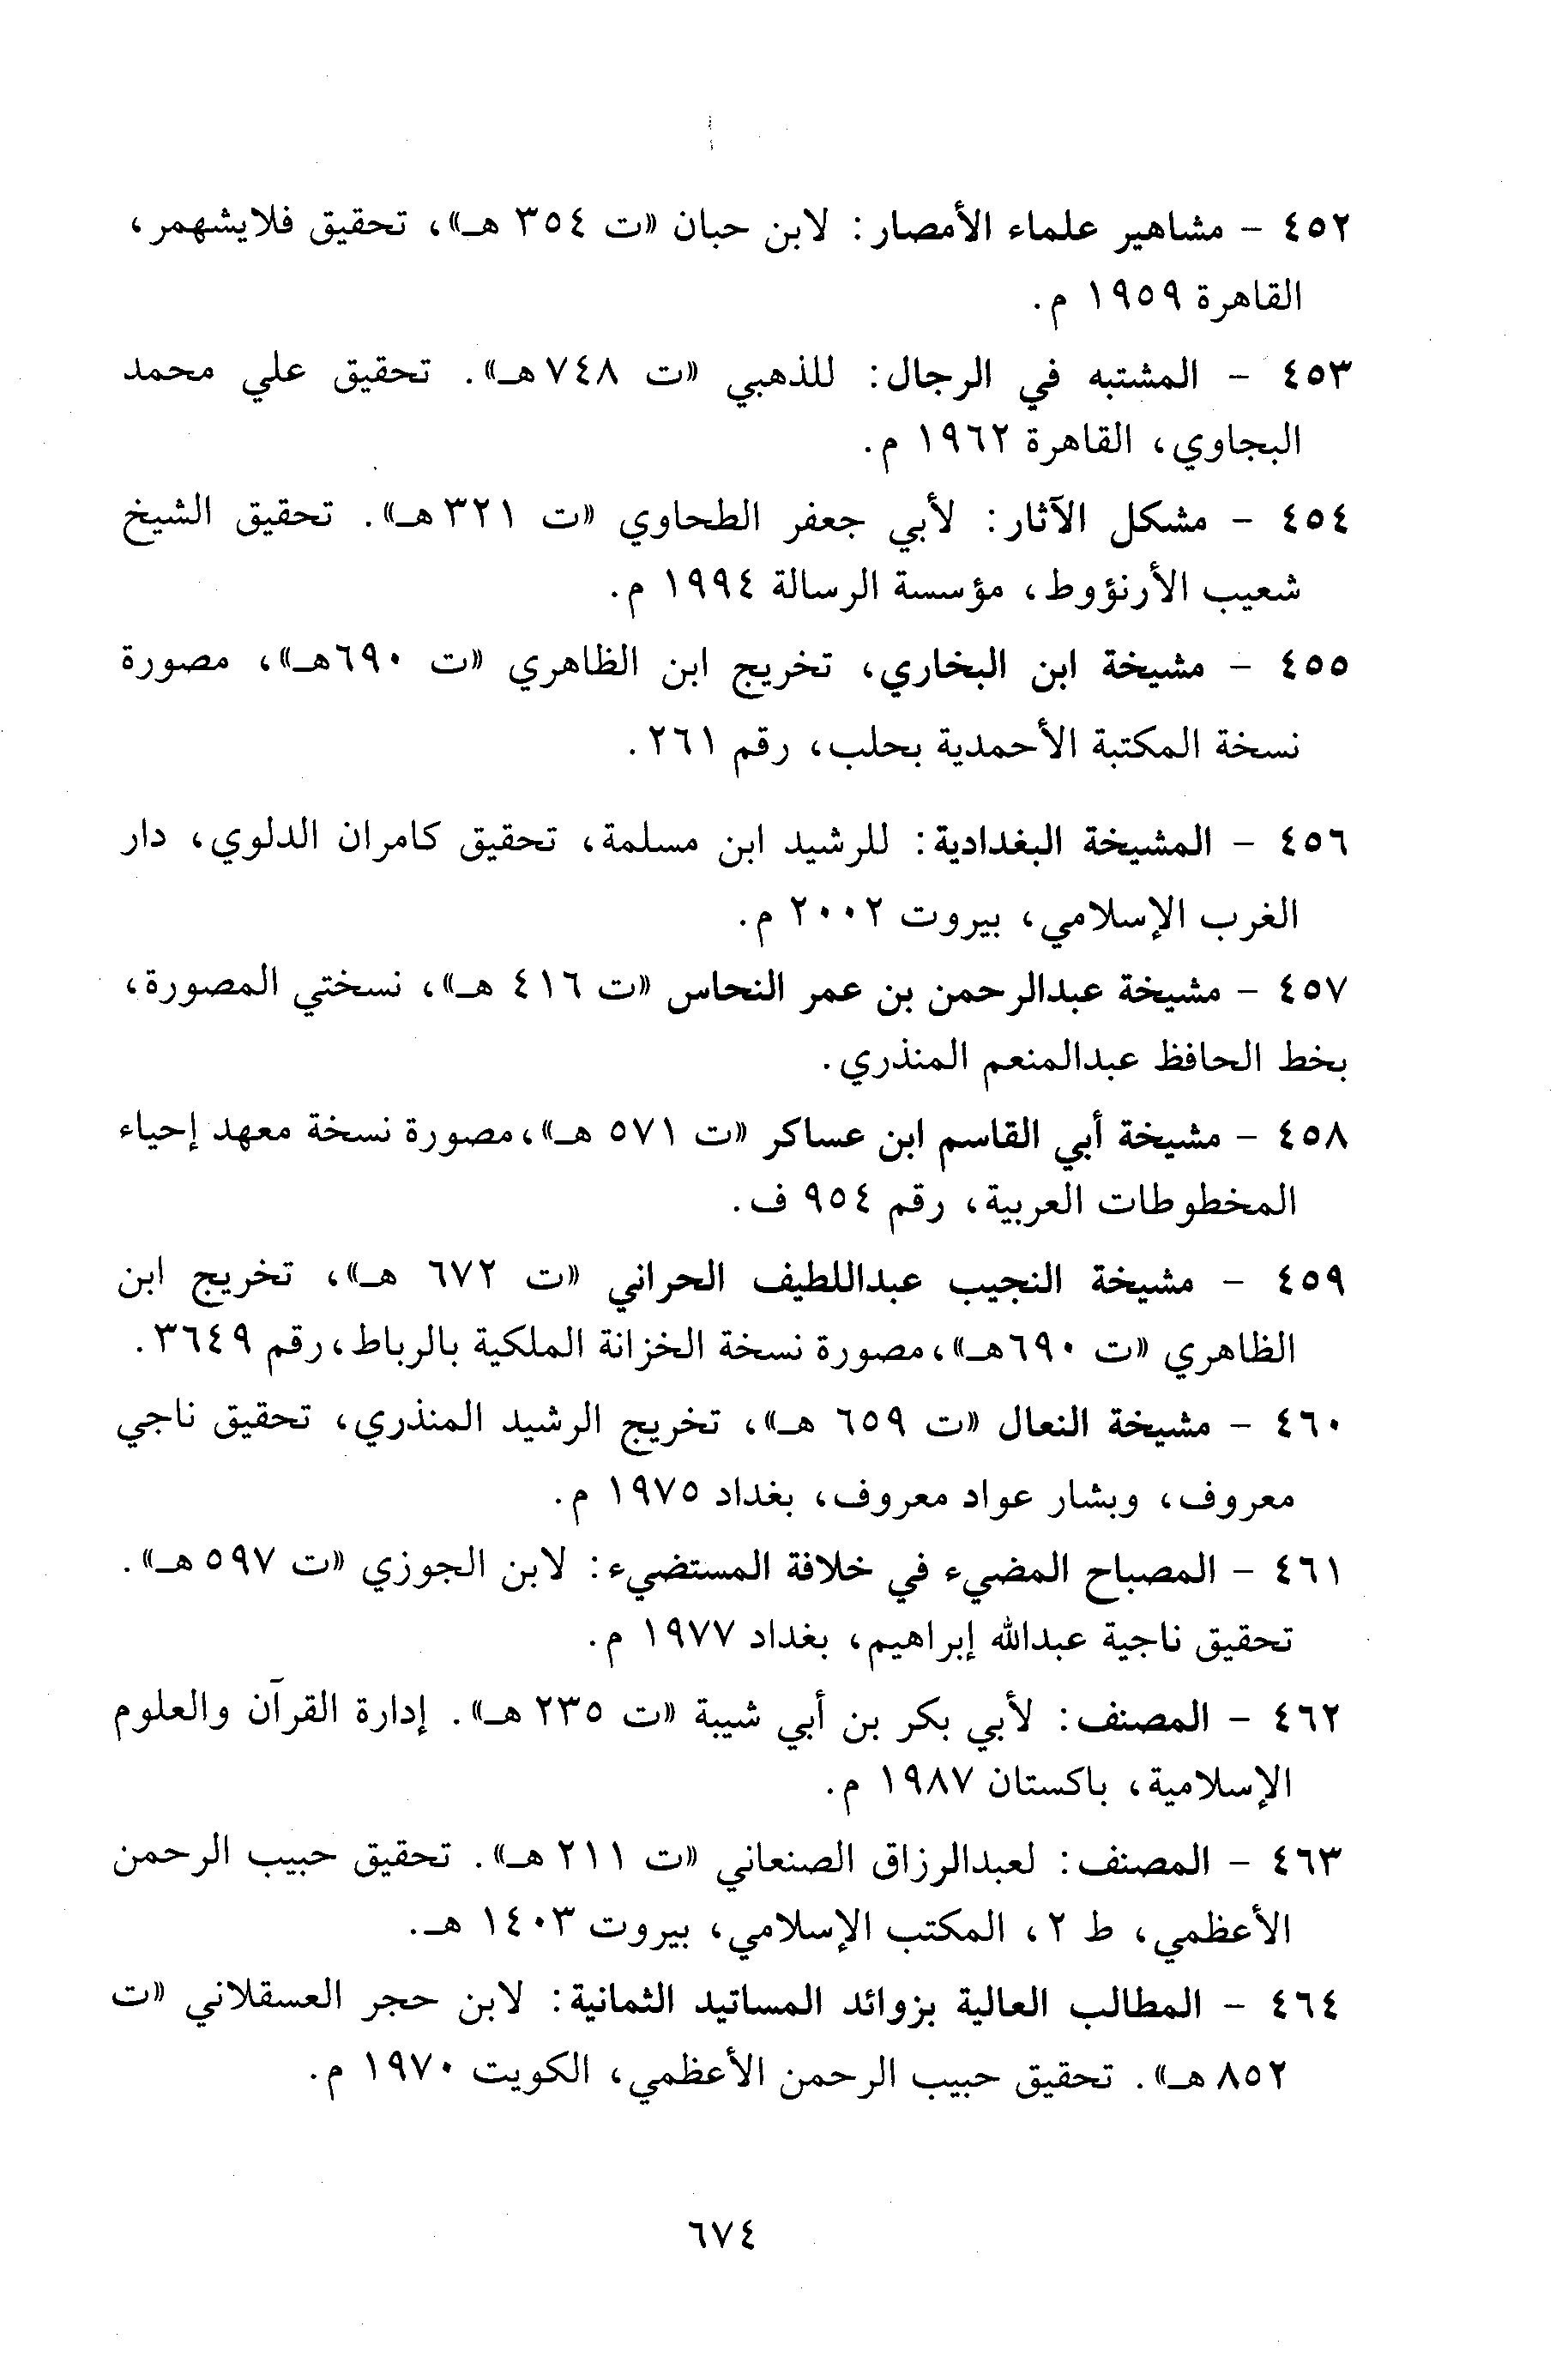 ٤٥٢ - مشاهير علماء الأمصار: لابن حبان «ت ٣٥٤ هـ»، تحقيق فلايشهمر،
القاهرة ١٩٥٩ م.
٤٥٣ - المشتبه في الرجال: للذهبي «ت ٧٤٨هـ». تحقيق علي محمد
البجاوي، القاهرة ١٩٦٢ م.
٤٥٤ - مشكل الآثار: لأبي جعفر الطحاوي «ت ٣٢١هـ». تحقيق الشيخ
شعيب الأرنؤوط، مؤسسة الرسالة ١٩٩٤ م.
٤٥٥ - مشيخة ابن البخاري، تخريج ابن الظاهري «ت ٦٩٠هـ»، مصورة
نسخة المكتبة الأحمدية بحلب، رقم ٢٦١.
٤٥٦ - المشيخة البغدادية: للرشيد ابن مسلمة، تحقيق كامران الدلوي، دار
الغرب الإسلامي، بيروت ٢٠٠٢ م.
٤٥٧ - مشيخة عبدالرحمن بن عمر النحاس «ت ٤١٦ هـ»، نسختي المصورة،
بخط الحافظ عبدالمنعم المنذري.
٤٥٨ - مشيخة أبي القاسم ابن عساكر «ت ٥٧١ هـ»، مصورة نسخة معهد إحياء
المخطوطات العربية، رقم ٩٥٤ ف.
٤٥٩ - مشيخة النجيب عبداللطيف الحراني «ت ٦٧٢ هـ»، تخريج ابن
الظاهري «ت ٦٩٠هـ»، مصورة نسخة الخزانة الملكية بالرباط، رقم ٣٦٤٩.
٤٦٠ - مشيخة النعال «ت ٦٥٩ هـ»، تخريج الرشيد المنذري، تحقيق ناجي
معروف، وبشار عواد معروف، بغداد ١٩٧٥ م.
٤٦١ - المصباح المضيء في خلافة المستضيء: لابن الجوزي «ت ٥٩٧هـ».
تحقيق ناجية عبدالله إبراهيم، بغداد ١٩٧٧ م.
٤٦٢ - المصنف: لأبي بكر بن أبي شيبة «ت ٢٣٥ هـ». إدارة القرآن والعلوم
الإسلامية، باكستان ١٩٨٧ م.
٤٦٣ - المصنف: لعبدالرزاق الصنعاني «ت ٢١١ هـ». تحقيق حبيب الرحمن
الأعظمي، ط ٢، المكتب الإسلامي، بيروت ١٤٠٣ هـ.
٤٦٤ - المطالب العالية بزوائد المساتيد الثمانية: لابن حجر العسقلاني «ت
٨٥٢هـ». تحقيق حبيب الرحمن الأعظمي، الكويت ١٩٧٠ م.
٦٧٤